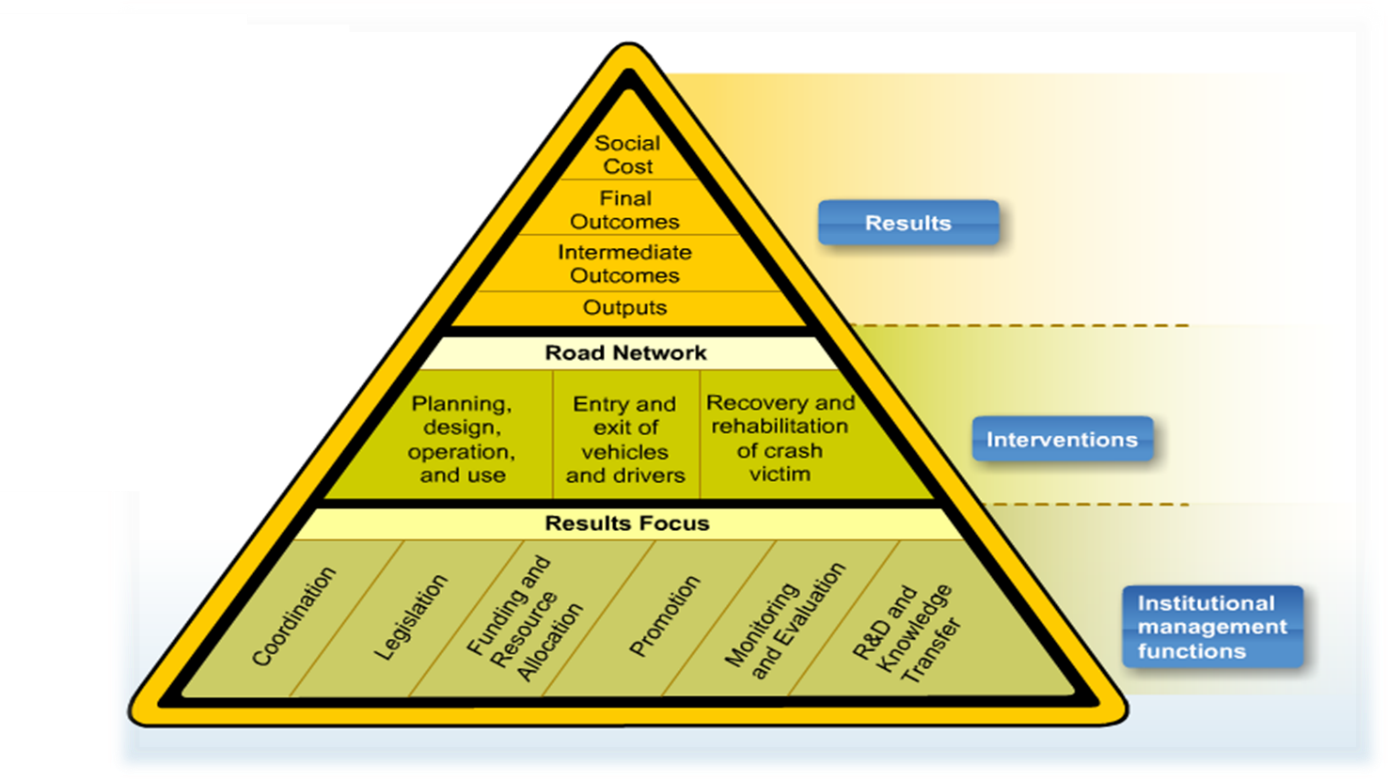 Social
Cost
Final
Outcomes
Intermediate
Outcomes
Outputs
Results
Road Network
Planning,
design,
operation,
and use
Entry and
exit of
vehicles
and drivers
Recovery and
rehabilitation
of crash
victim
Interventions
Results Focus
Coordination
Legislation
Funding and
Resource
Allocation
Promotion
Monitoring
and Evaluation
R&D and
Knowledge
Transfer
Institutional
management
functions